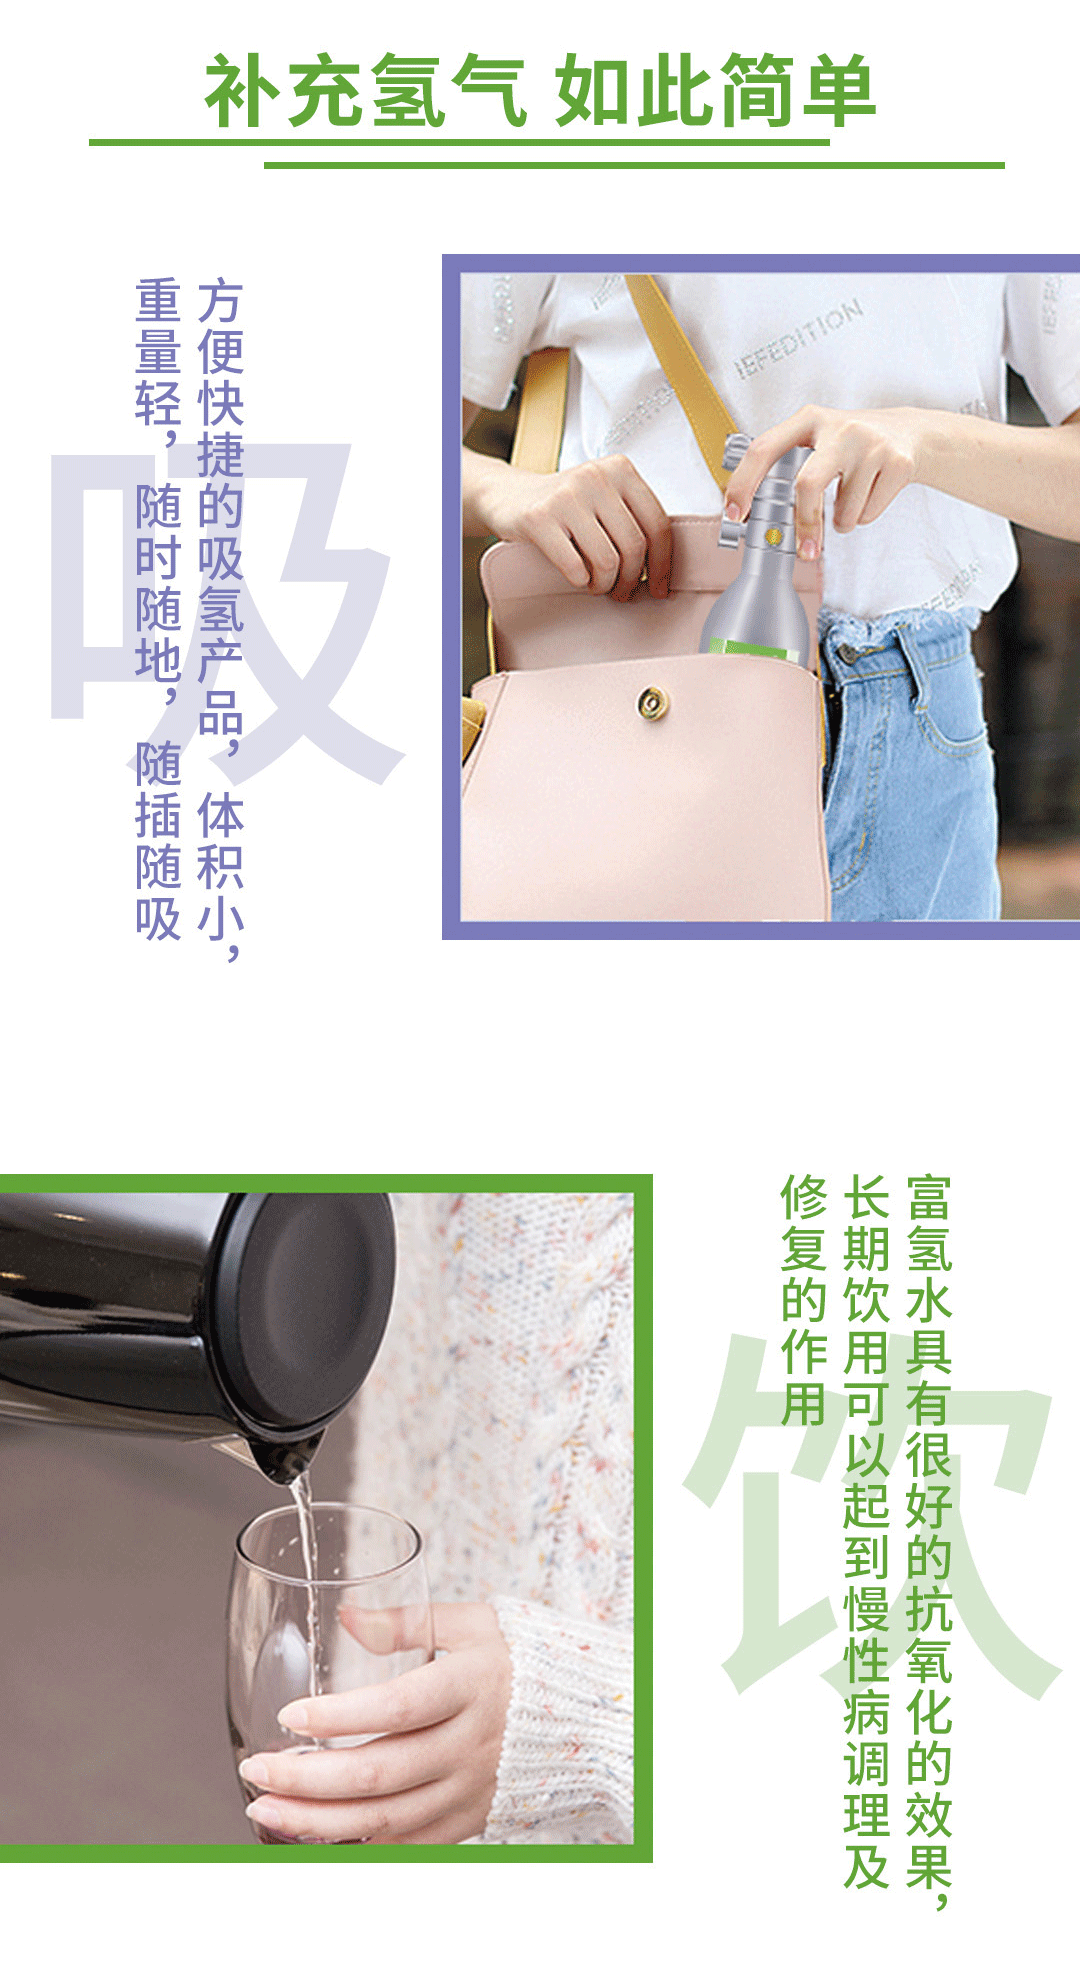 补充氢气 如此简单
方便快捷的吸氢产品，体积小，
重量轻，随时随地，随插随吸
吸
IEFEDITION
富氢水具有很好的抗氧化的效果，
长期饮用可以起到慢性病调理及
修复的作用
饮